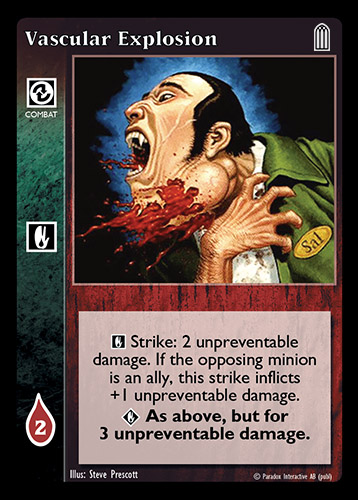 Vascular Explosion
COMBAT
Sal
Strike: 2 unpreventable
damage. If the opposing minion
is an ally, this strike inflicts
+1 unpreventable damage.
As above, but for
3 unpreventable damage.
2
Illus: Steve Prescott
© Paradox Interactive AB (publ)